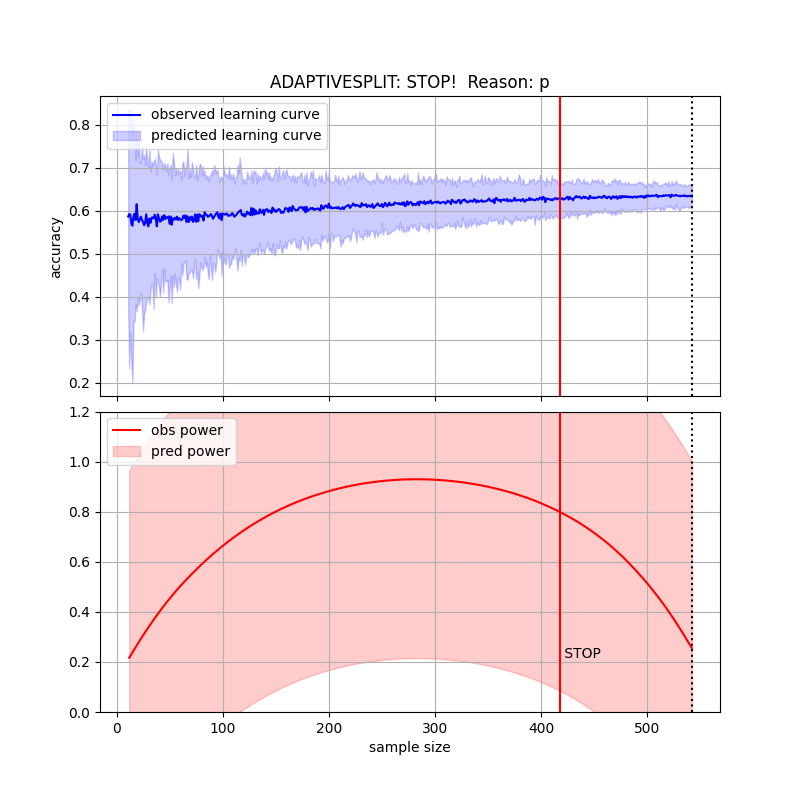 ADAPTIVESPLIT: STOP!  Reason: p
observed learning curve
predicted learning curve
0.8
0.7
0.6
0.5
0.4
0.3
0.2
accuracy
obs power
pred power
1.2
1.0
0.8
0.6
0.4
0.2
0.0
STOP
0 100 200 300 400 500
sample size